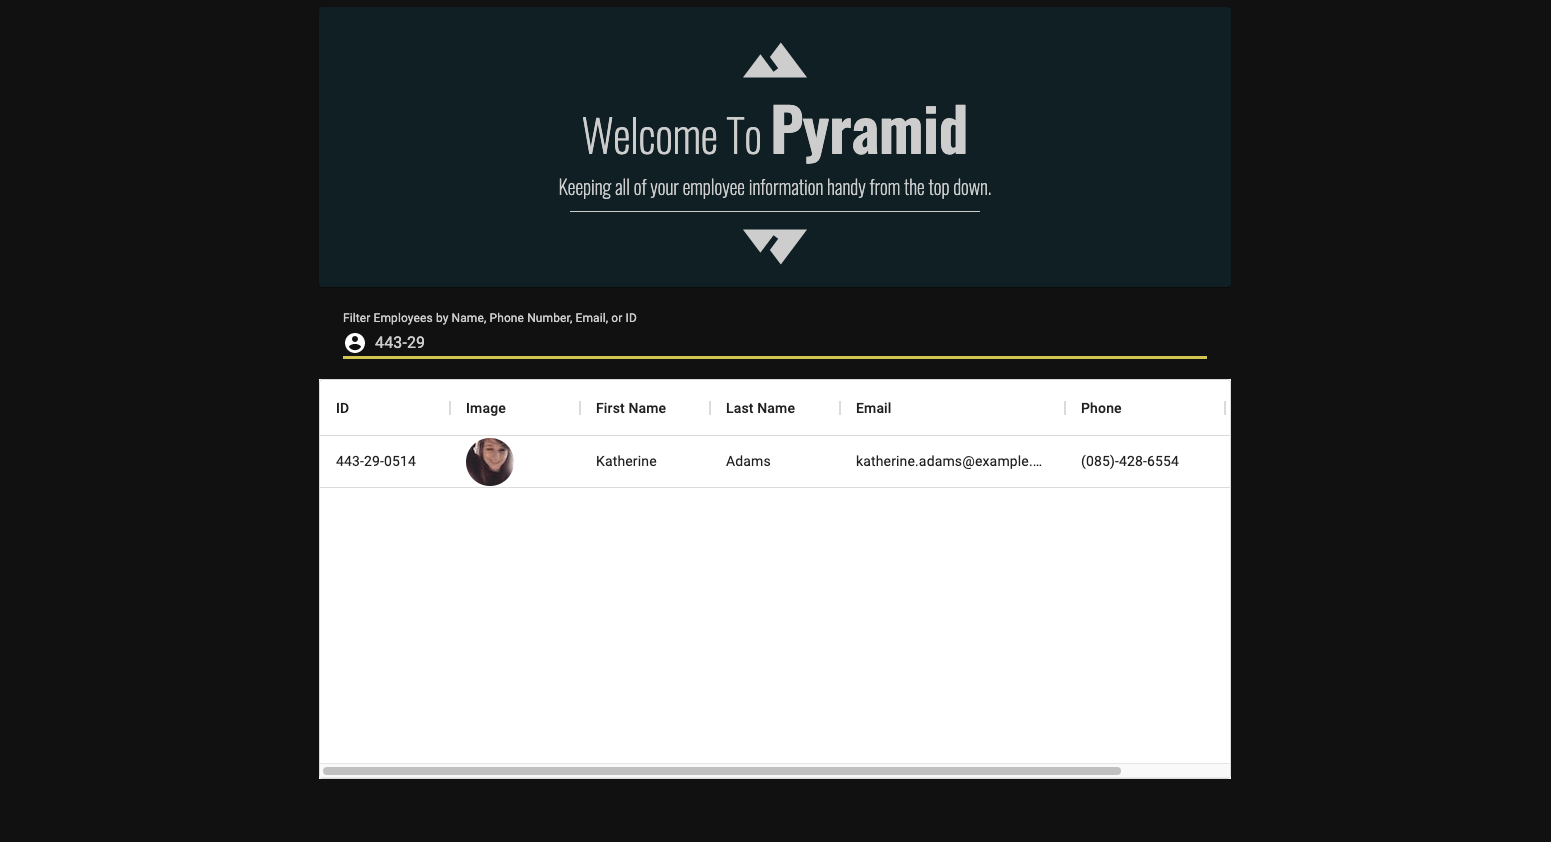 Welcome To Pyramid
Keeping all of your employee information handy from the top down.
Filter Employees by Name, Phone Number, Email, or ID
443-29
ID Image First Name Last Name Email Phone
443-29-0514 Katherine Adams katherine.adams@example.... (085)-428-6554